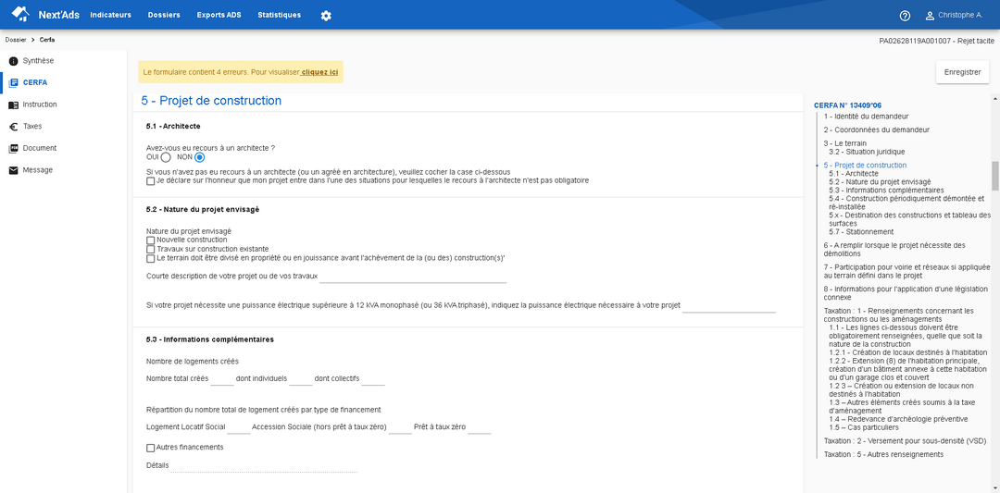 Next'Ads Indicateurs Dossiers Exports ADS Statistiques Christophe A.
Dossier > Cerfa
PA02628119A001007 - Rejet tacite
Synthèse
CERFA
Instruction
Taxes
Document
Message
Le formulaire contient 4 erreurs. Pour visualiser cliquez ici
Enregistrer
5 - Projet de construction
5.1 - Architecte
Avez-vous eu recours à un architecte ?
OUI NON
Si vous n'avez pas eu recours à un architecte (ou un agréé en architecture), veuillez cocher la case ci-dessous
Je déclare sur l'honneur que mon projet entre dans l'une des situations pour lesquelles le recours à l'architecte n'est pas obligatoire
5.2 - Nature du projet envisagé
Nature du projet envisagé
Nouvelle construction
Travaux sur construction existante
Le terrain doit être divisé en propriété ou en jouissance avant l'achèvement de la (ou des) construction(s)'
Courte description de votre projet ou de vos travaux
Si votre projet nécessite une puissance électrique supérieure à 12 kVA monophasé (ou 36 kVA triphasé), indiquez la puissance électrique nécessaire à votre projet
5.3 - Informations complémentaires
Nombre de logements créés
Nombre total créés dont individuels dont collectifs
Répartition du nombre total de logement créés par type de financement
Logement Locatif Social Accession Sociale (hors prêt à taux zéro) Prêt à taux zéro
Autres financements
Détails
CERFA N° 13409*06
1 - Identité du demandeur
2 - Coordonnées du demandeur
3 - Le terrain
3.2 - Situation juridique
5 - Projet de construction
5.1 - Architecte
5.2 - Nature du projet envisagé
5.3 - Informations complémentaires
5.4 - Construction périodiquement démontée et
ré-installée
5.x - Destination des constructions et tableau des
surfaces
5.7 - Stationnement
6 - A remplir lorsque le projet nécessite des
démolitions
7 - Participation pour voirie et réseaux si appliquée
au terrain défini dans le projet
8 - Informations pour l'application d'une législation
connexe
Taxation : 1 - Renseignements concernant les
constructions ou les aménagements
1.1 - Les lignes ci-dessous doivent être
obligatoirement renseignées, quelle que soit la
nature de la construction
1.2.1 - Création de locaux destinés à l'habitation
1.2.2 - Extension (8) de l'habitation principale,
création d'un bâtiment annexe à cette habitation
ou d'un garage clos et couvert
1.2 3 – Création ou extension de locaux non
destinés à l'habitation
1.3 – Autres éléments créés soumis à la taxe
d'aménagement
1.4 – Redevance d'archéologie préventive
1.5 – Cas particuliers
Taxation : 2 - Versement pour sous-densité (VSD)
Taxation : 5 - Autres renseignements